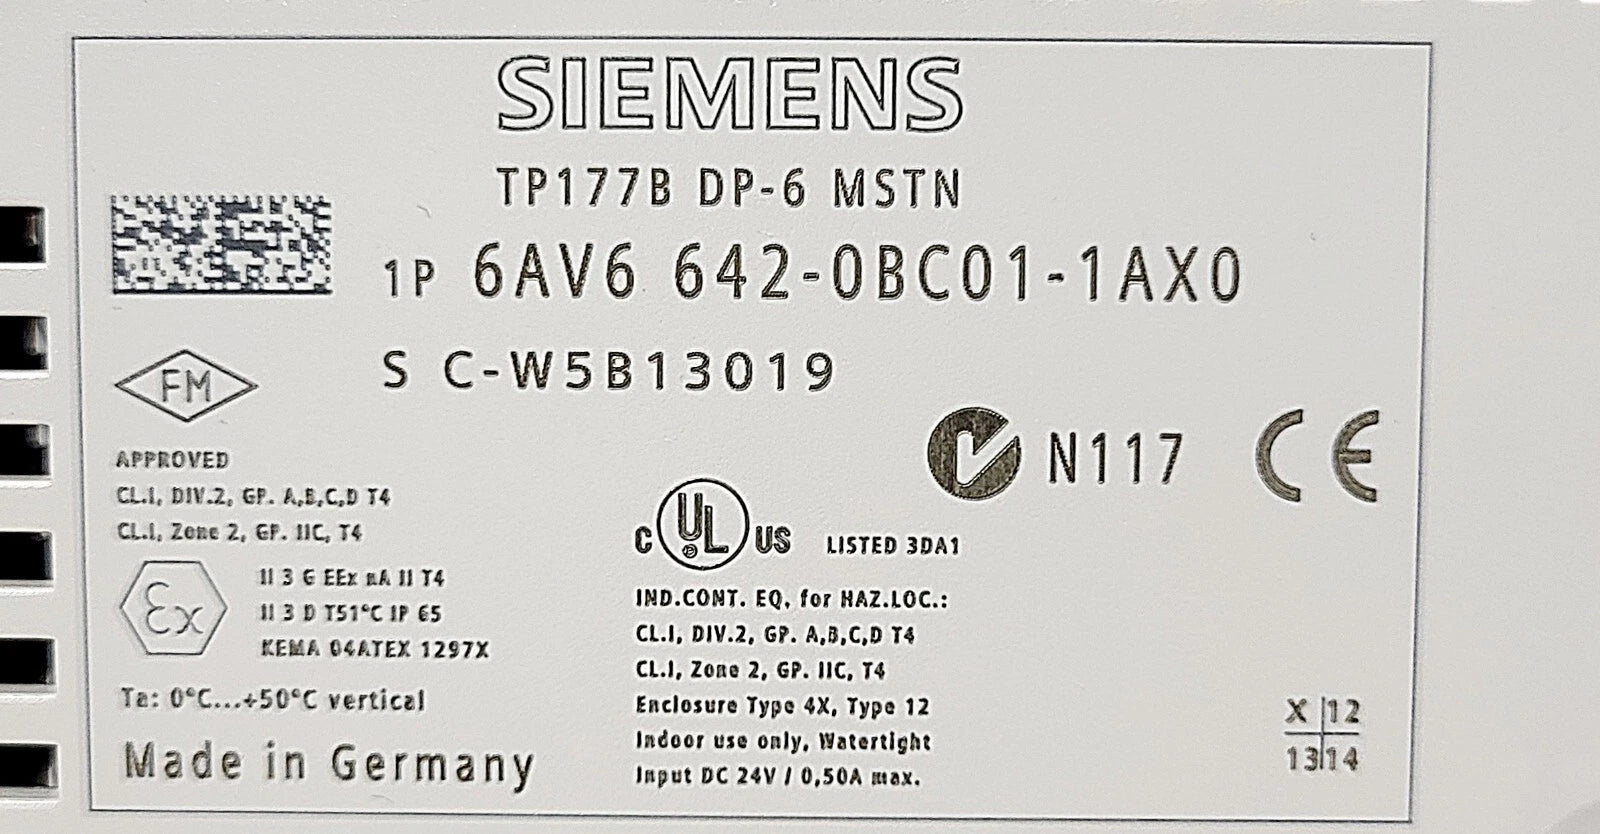 SIEMENS
TP177B DP-6 MSTN
1P 6AV6 642-0BC01-1AX0
S C-W5B13019
FM
APPROVED
CL.I, DIV.2, GP. A,B,C,D T4
CL.I, Zone 2, GP. IIC, T4
Ex
II 3 G EEx nA II T4
II 3 D T51°C IP 65
KEMA 04ATEX 1297X
Ta: 0°C...+50°C vertical
Made in Germany
N117 CE
C UL US LISTED 3DA1
IND.CONT. EQ, for HAZ.LOC.:
CL.I, DIV.2, GP. A,B,C,D T4
CL.I, Zone 2, GP. IIC, T4
Enclosure Type 4X, Type 12
Indoor use only, Watertight
Input DC 24V / 0,50A max.
X 12
13 14